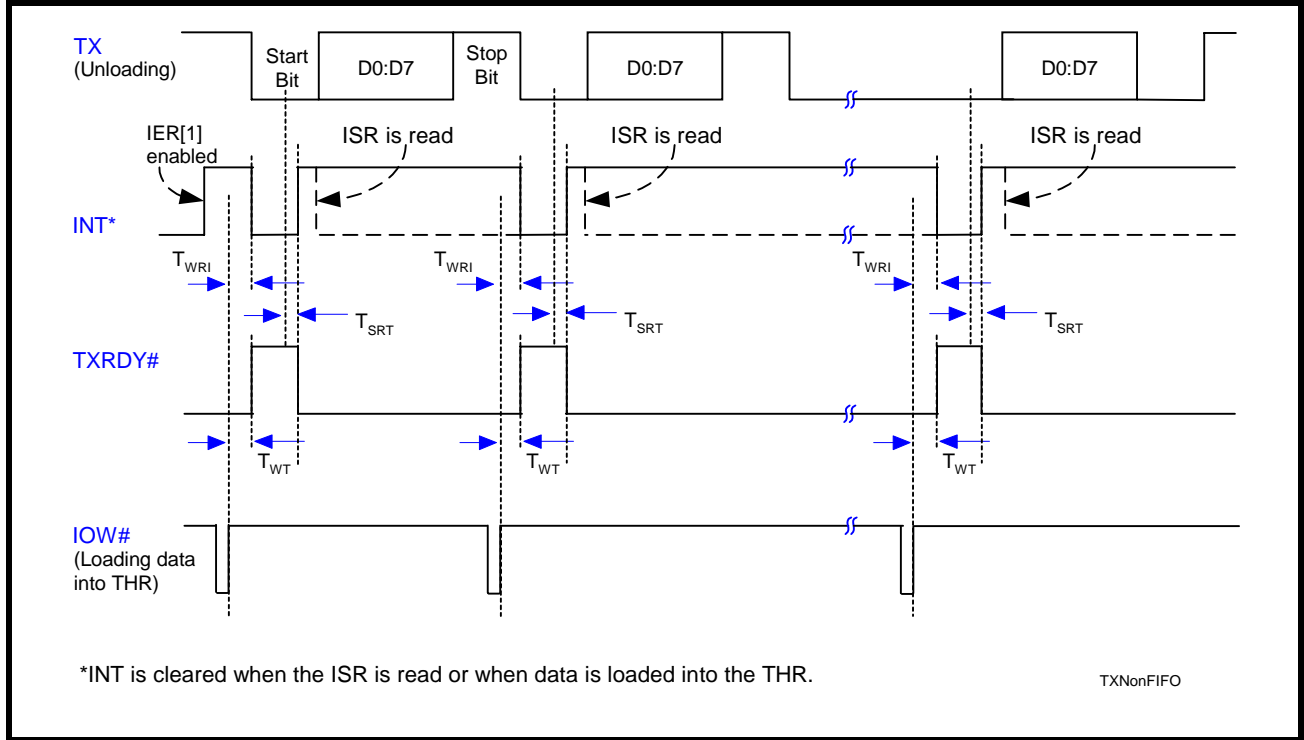 TX
(Unloading)
Start
Bit
D0:D7
Stop
Bit
D0:D7
D0:D7
IER[1]
enabled
ISR is read
ISR is read
ISR is read
INT*
TWRI
TWRI
TWRI
TSRT
TSRT
TSRT
TXRDY#
TWT
TWT
TWT
IOW#
(Loading data
into THR)
*INT is cleared when the ISR is read or when data is loaded into the THR.
TXNonFIFO